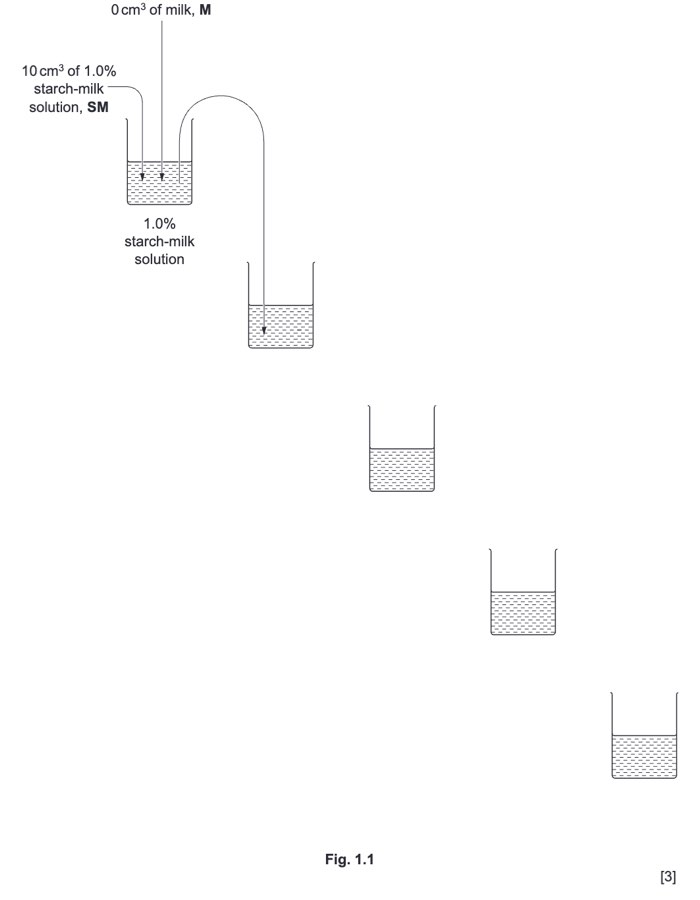 0 cm³ of milk, M
10 cm³ of 1.0%
starch-milk
solution, SM
1.0%
starch-milk
solution
Fig. 1.1
[3]